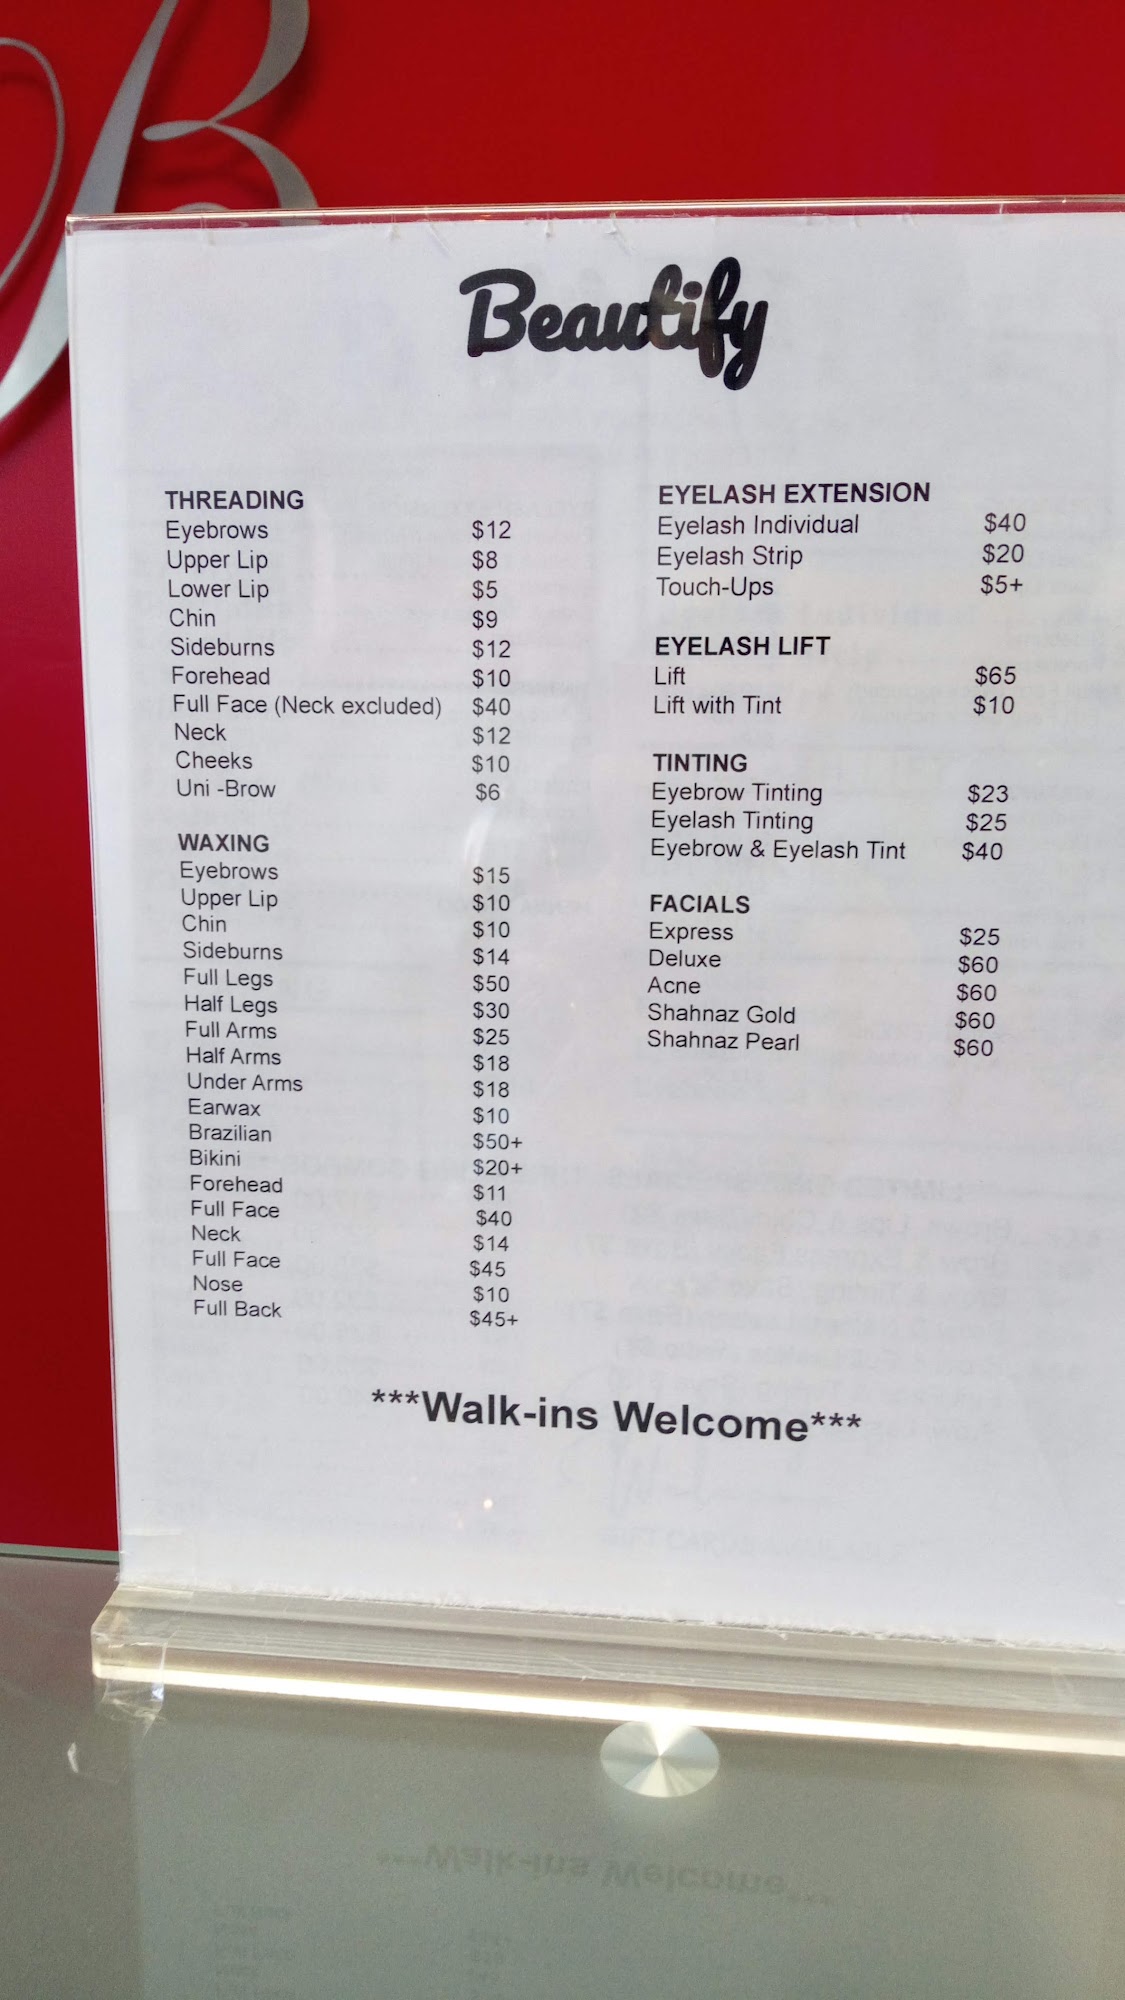 B
Beautify
THREADING
Eyebrows $12
Upper Lip $8
Lower Lip $5
Chin $9
Sideburns $12
Forehead $10
Full Face (Neck excluded) $40
Neck $12
Cheeks $10
Uni -Brow $6
WAXING
Eyebrows $15
Upper Lip $10
Chin $10
Sideburns $14
Full Legs $50
Half Legs $30
Full Arms $25
Half Arms $18
Under Arms $18
Earwax $10
Brazilian $50+
Bikini $20+
Forehead $11
Full Face $40
Neck $14
Full Face $45
Nose $10
Full Back $45+
EYELASH EXTENSION
Eyelash Individual $40
Eyelash Strip $20
Touch-Ups $5+
EYELASH LIFT
Lift $65
Lift with Tint $10
TINTING
Eyebrow Tinting $23
Eyelash Tinting $25
Eyebrow & Eyelash Tint $40
FACIALS
Express $25
Deluxe $60
Acne $60
Shahnaz Gold $60
Shahnaz Pearl $60
***Walk-ins Welcome***